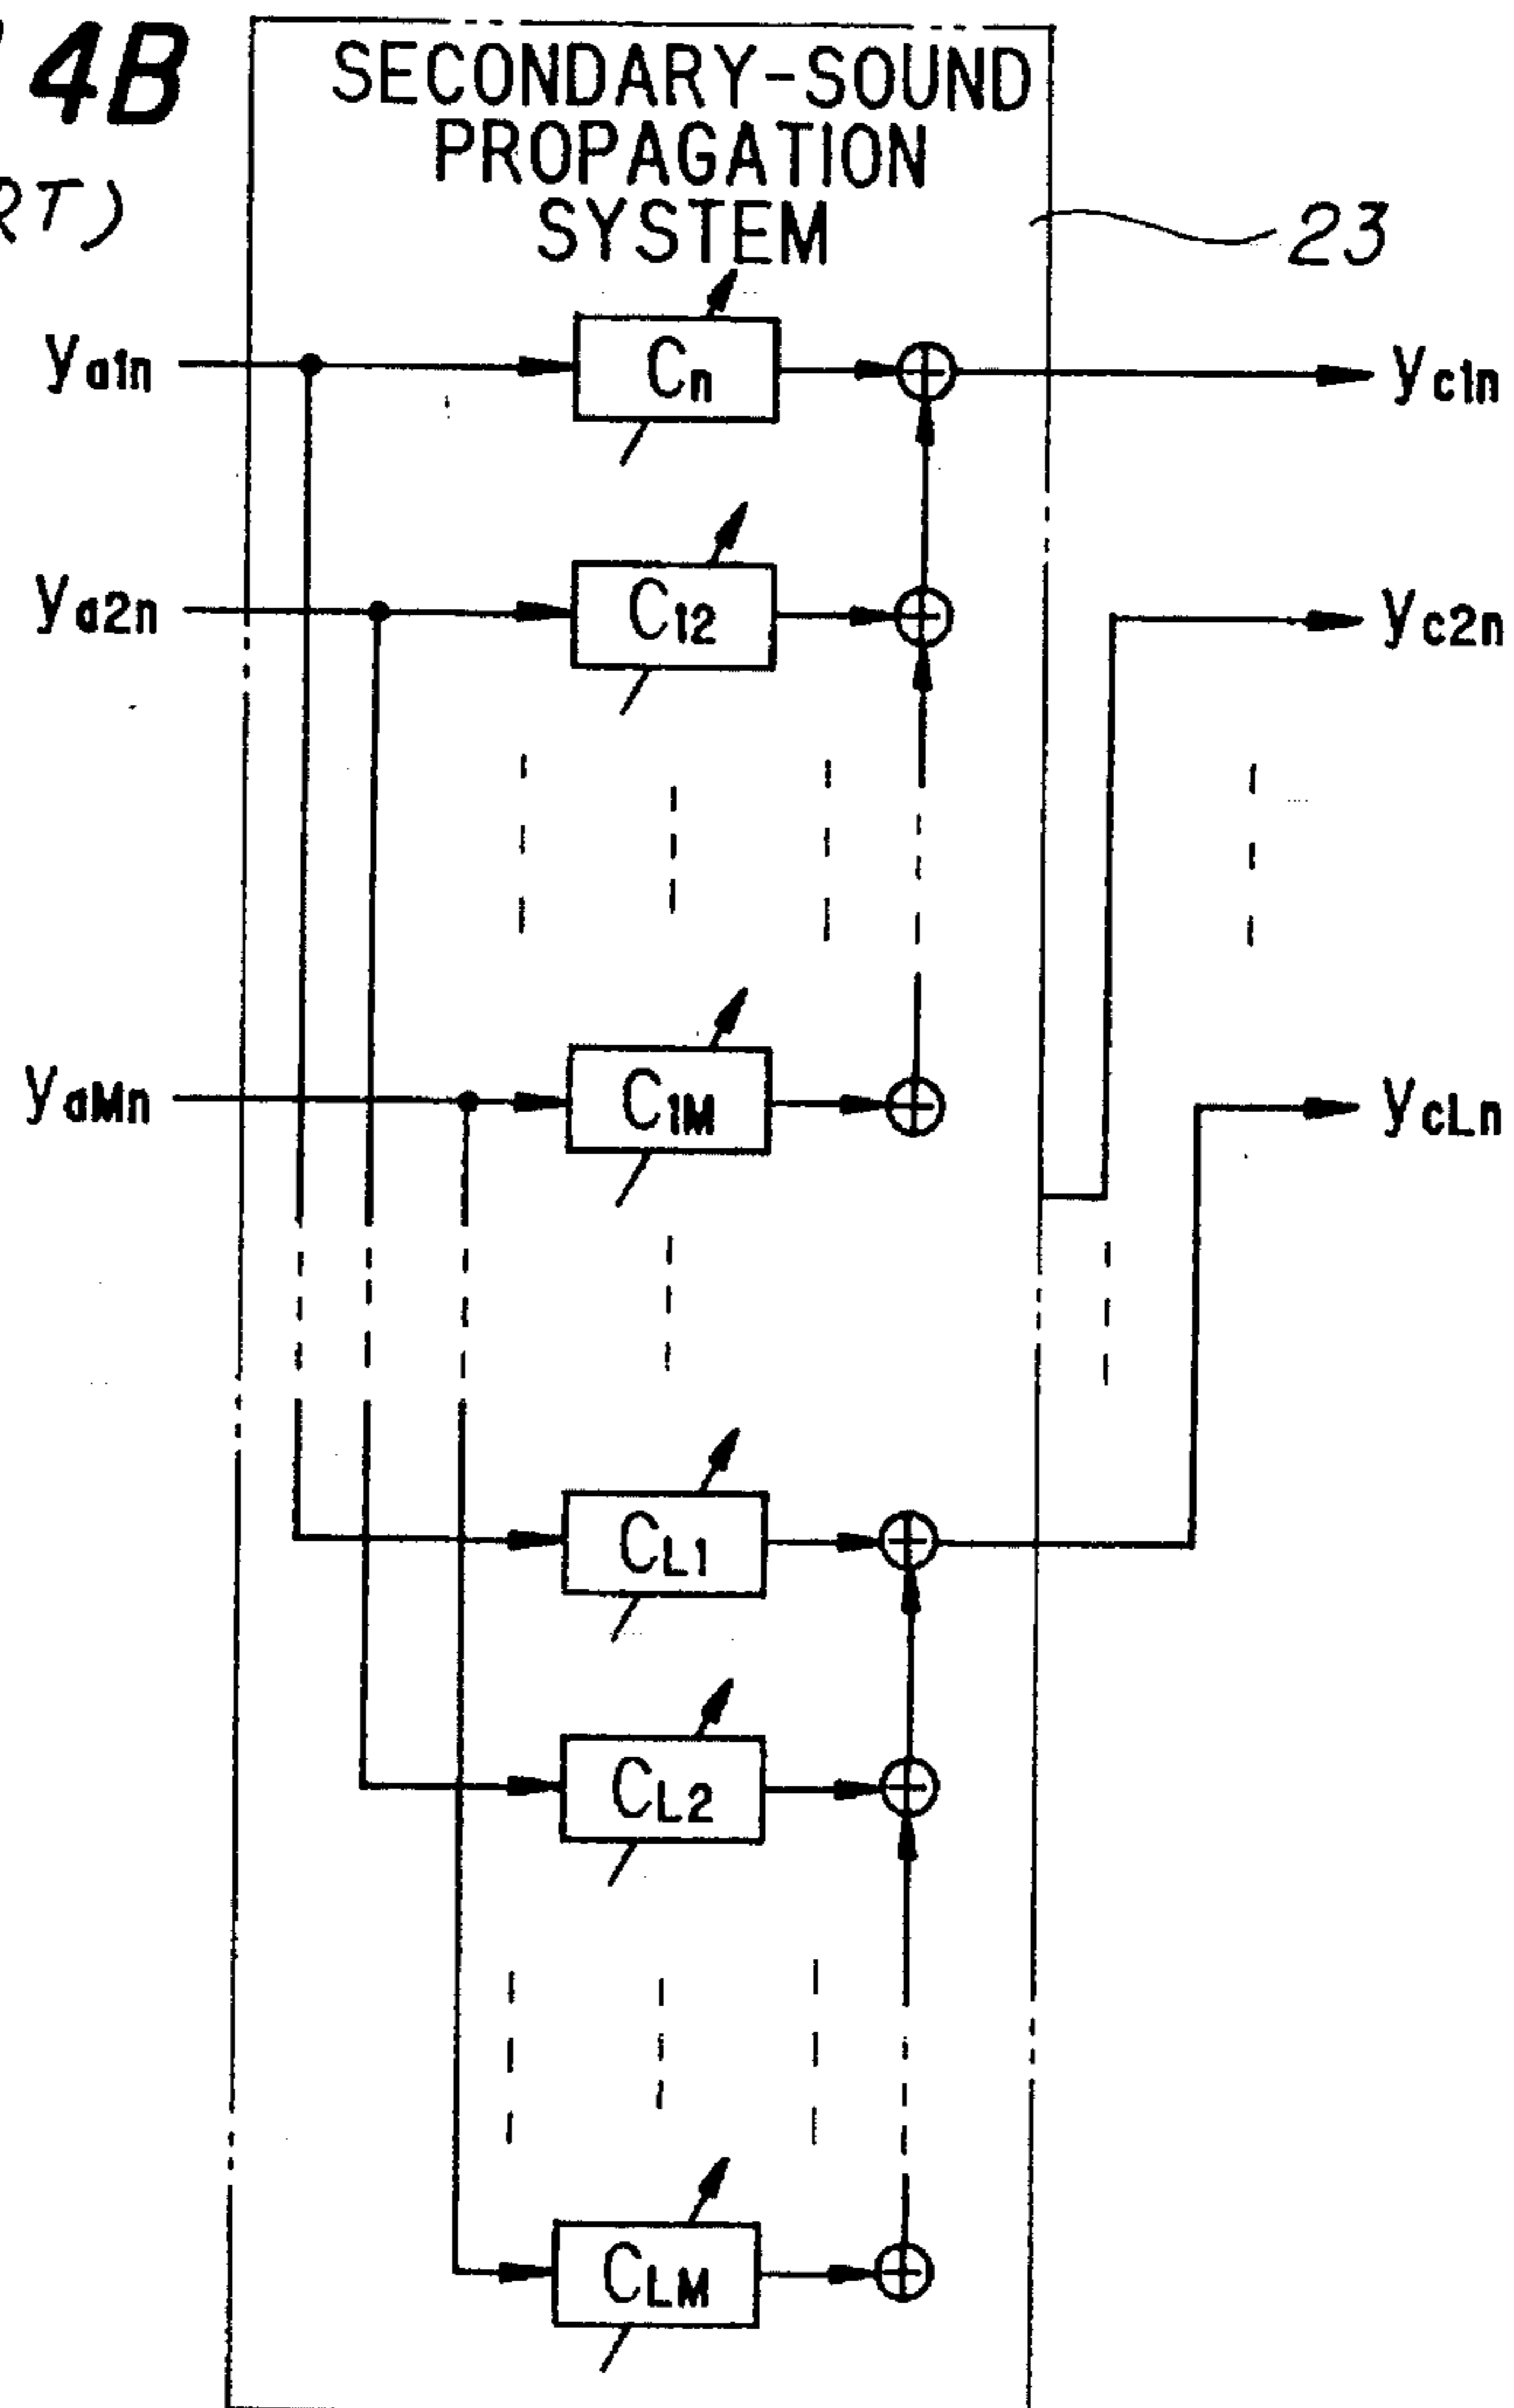 4B
RT)
SECONDARY-SOUND
PROPAGATION
SYSTEM
23
ya1n
Cn
yc1n
ya2n
C12
yc2n
yaMn
C1M
ycLn
CL1
CL2
CLM